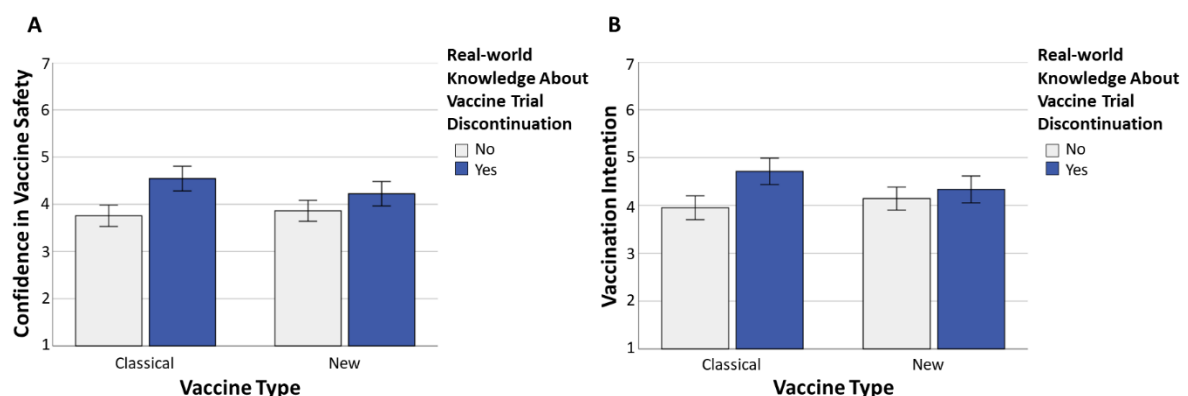 A
Confidence in Vaccine Safety
7
6
5
4
3
2
1
Classical
New
Vaccine Type
Real-world
Knowledge About
Vaccine Trial
Discontinuation
No
Yes
B
Vaccination Intention
7
6
5
4
3
2
1
Classical
New
Vaccine Type
Real-world
Knowledge About
Vaccine Trial
Discontinuation
No
Yes